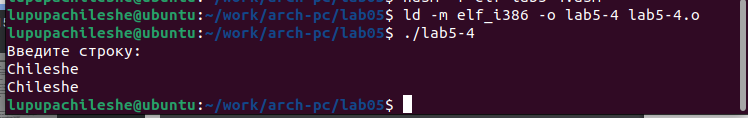 lupupachileshe@ubuntu:~/work/arch-pc/lab05$ ld -m elf_i386 -o lab5-4 lab5-4.o
lupupachileshe@ubuntu:~/work/arch-pc/lab05$ ./lab5-4
Введите строку:
Chileshe
Chileshe
lupupachileshe@ubuntu:~/work/arch-pc/lab05$